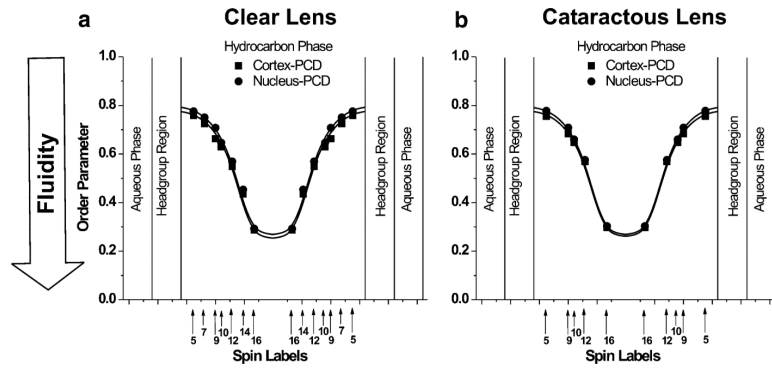 a Clear Lens
b Cataractous Lens
Fluidity
Order Parameter
1.0
0.8
0.6
0.4
0.2
0.0
Aqueous Phase
Headgroup Region
Hydrocarbon Phase
Cortex-PCD
Nucleus-PCD
Headgroup Region
Aqueous Phase
5 7 9 10 12 14 16 16 14 12 10 9 7 5
Spin Labels
1.0
0.8
0.6
0.4
0.2
0.0
Aqueous Phase
Headgroup Region
Hydrocarbon Phase
Cortex-PCD
Nucleus-PCD
Headgroup Region
Aqueous Phase
5 9 10 12 16 16 12 10 9 5
Spin Labels